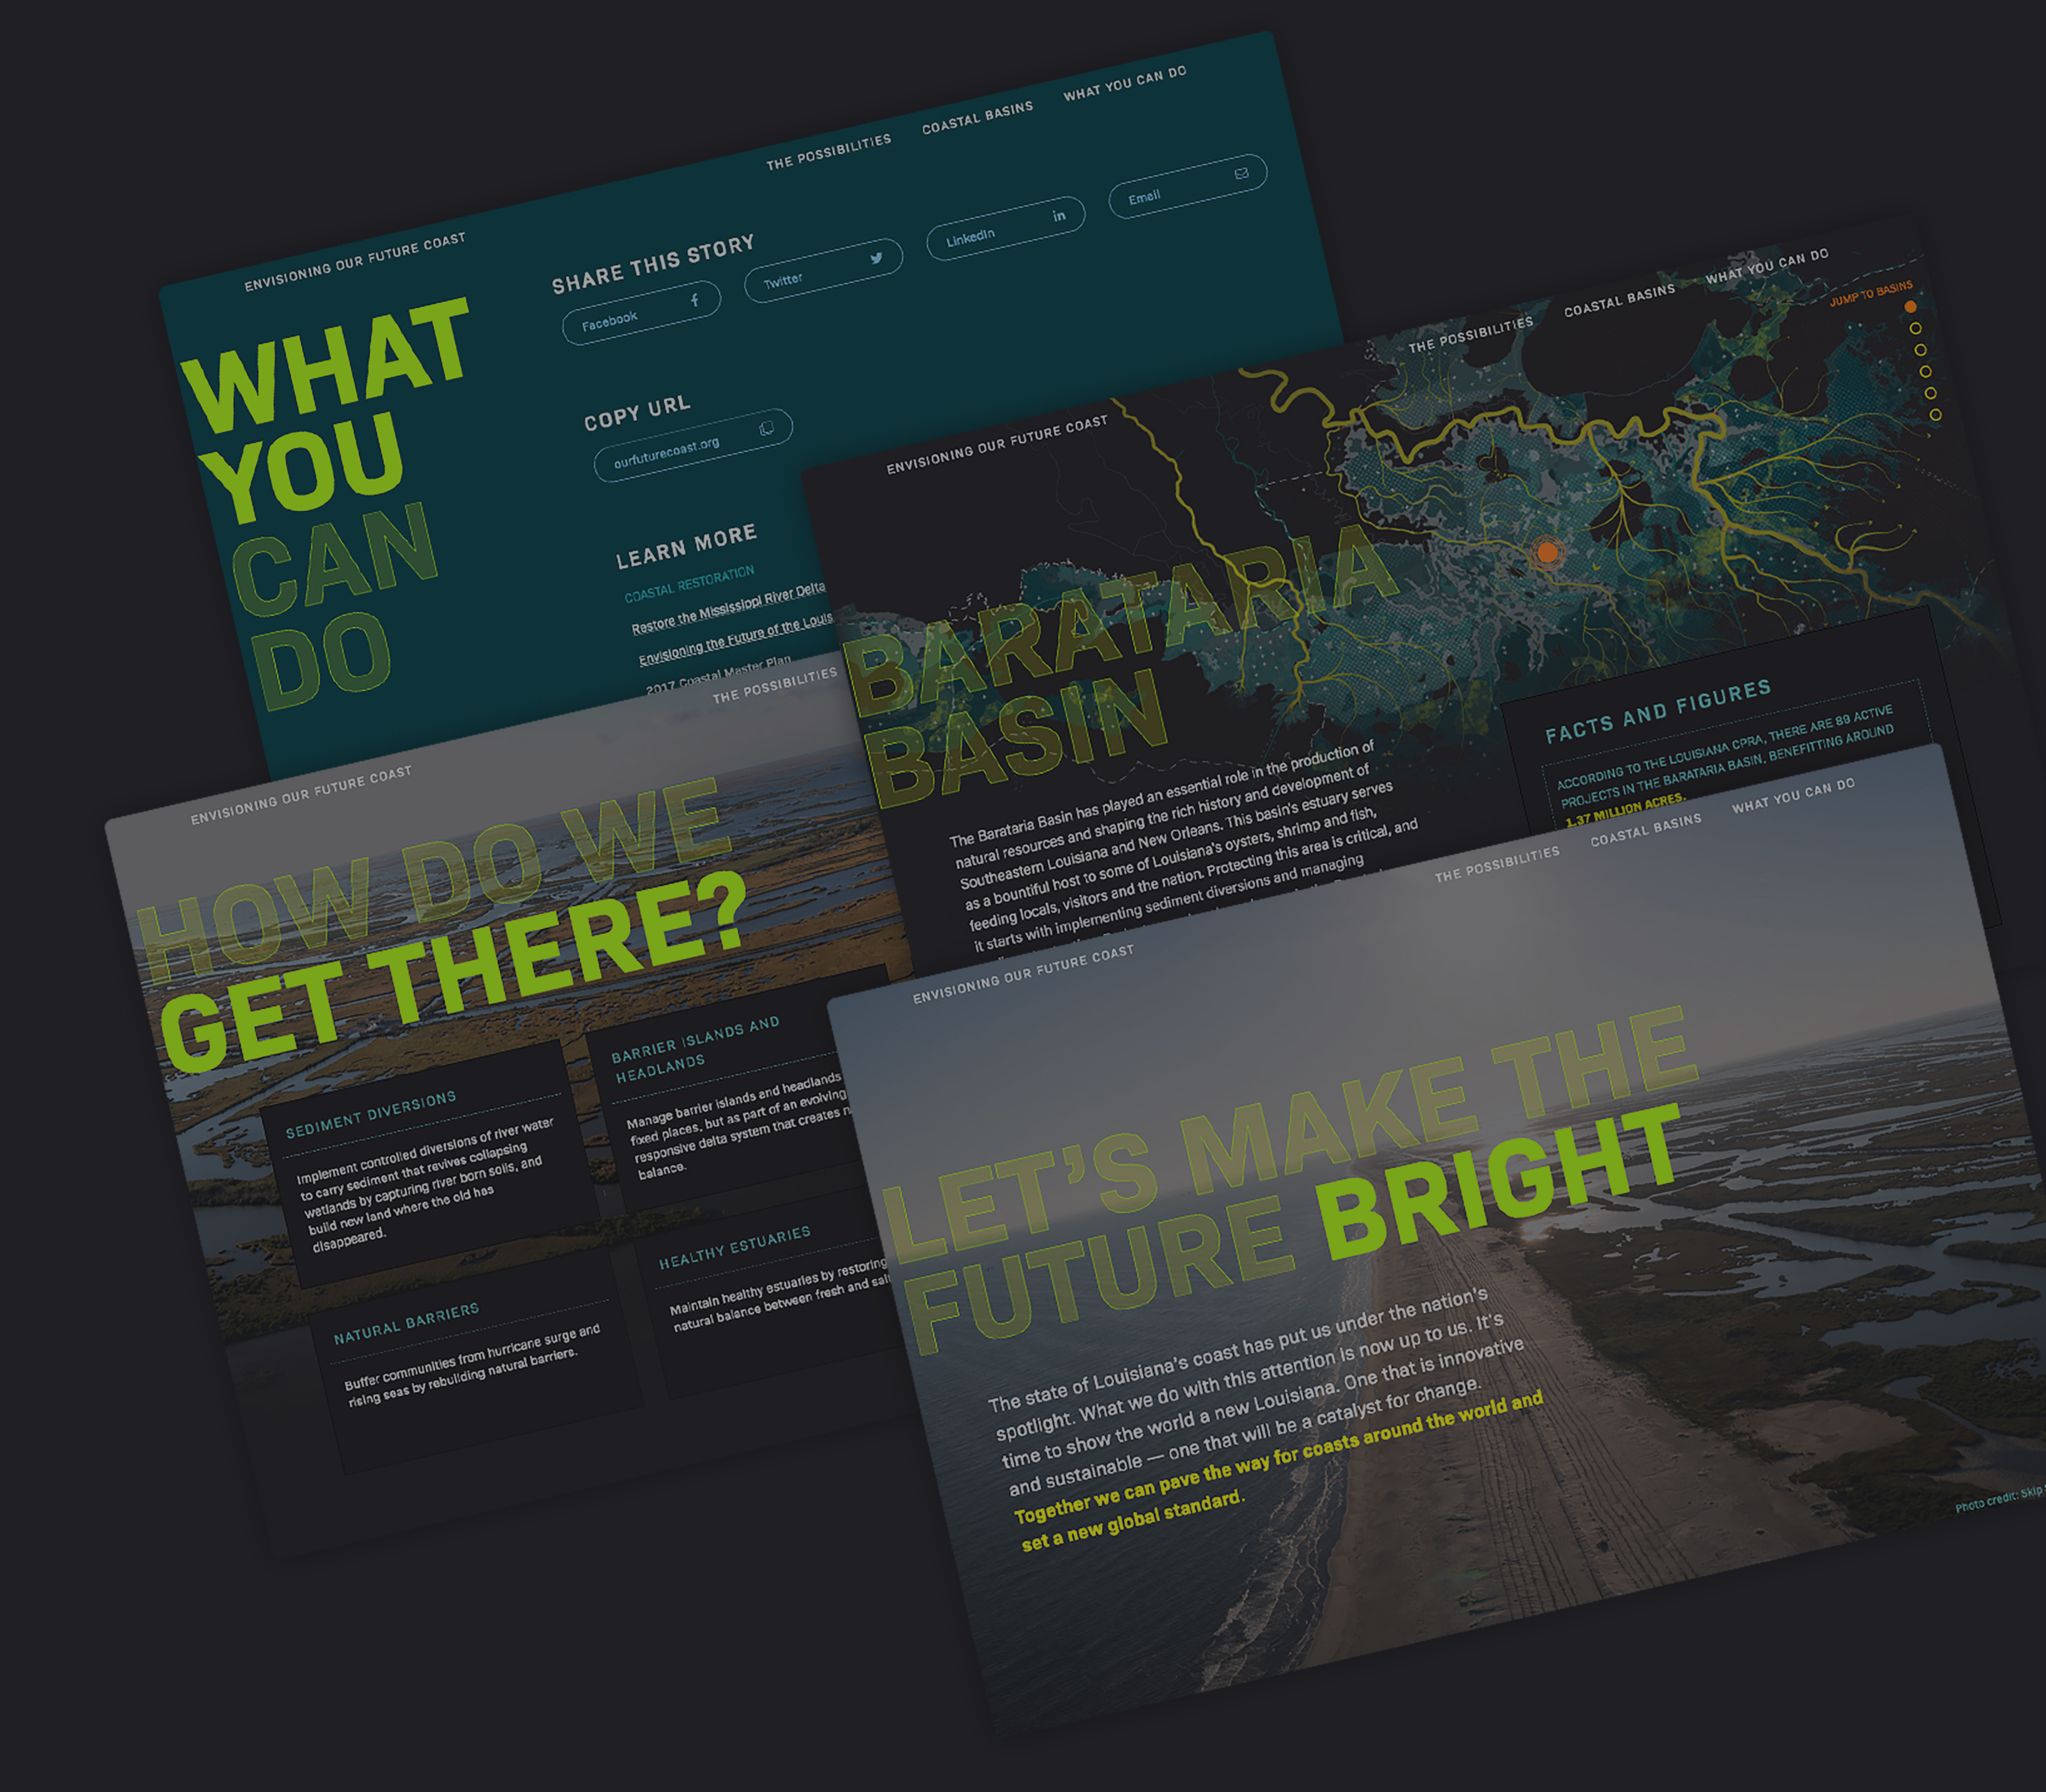 ENVISIONING OUR FUTURE COAST
THE POSSIBILITIES
COASTAL BASINS
WHAT YOU CAN DO
WHAT
YOU
CAN
DO
SHARE THIS STORY
Facebook
Twitter
LinkedIn
Email
COPY URL
ourfuturecoast.org
LEARN MORE
COASTAL RESTORATION
Restore the Mississippi River Delta
Envisioning the Future of the
2017 Coastal Master Plan
ENVISIONING OUR FUTURE COAST
THE POSSIBILITIES
COASTAL BASINS
WHAT YOU CAN DO
JUMP TO BASINS
BARATARIA
BASIN
The Barataria Basin has played an essential role in the production of
natural resources and shaping the rich history and development of
Southeastern Louisiana and New Orleans. This basin's estuary serves
as a bountiful host to some of Louisiana's oysters, shrimp and fish,
feeding locals, visitors and the nation. Protecting this area is critical, and
it starts with implementing sediment diversions and managing
FACTS AND FIGURES
ACCORDING TO THE LOUISIANA CPRA, THERE ARE 89 ACTIVE
PROJECTS IN THE BARATARIA BASIN, BENEFITTING AROUND
1.37 MILLION ACRES.
ENVISIONING OUR FUTURE COAST
THE POSSIBILITIES
HOW DO WE
GET THERE?
SEDIMENT DIVERSIONS
Implement controlled diversions of river water
to carry sediment that revives collapsing
wetlands by capturing river born soils, and
build new land where the old has
disappeared.
BARRIER ISLANDS AND
HEADLANDS
Manage barrier islands and headlands
fixed places, but as part of an evolving
responsive delta system that creates
balance.
NATURAL BARRIERS
Buffer communities from hurricane surge and
rising seas by rebuilding natural barriers.
HEALTHY ESTUARIES
Maintain healthy estuaries by restoring
natural balance between fresh and
ENVISIONING OUR FUTURE COAST
THE POSSIBILITIES
COASTAL BASINS
WHAT YOU CAN DO
LET'S MAKE THE
FUTURE BRIGHT
The state of Louisiana's coast has put us under the nation's
spotlight. What we do with this attention is now up to us. It's
time to show the world a new Louisiana. One that is innovative
and sustainable — one that will be a catalyst for change.
Together we can pave the way for coasts around the world and
set a new global standard.
Photo credit: Skip